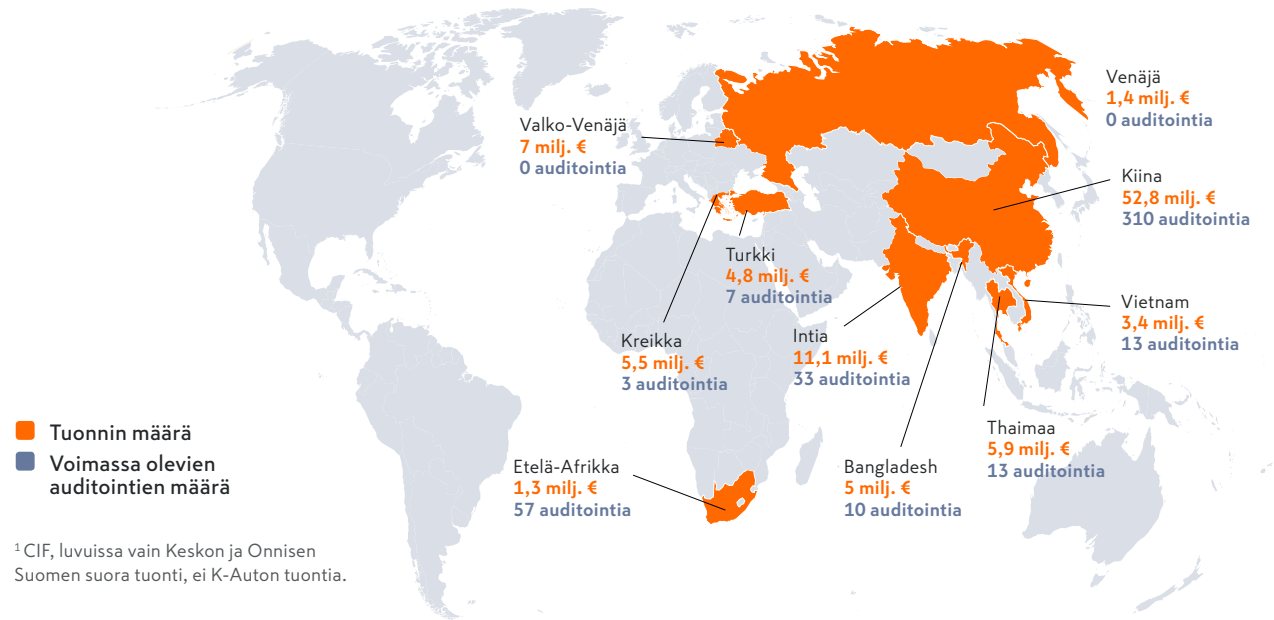 Venäjä
1,4 milj. €
0 auditointia
Valko-Venäjä
7 milj. €
0 auditointia
Kiina
52,8 milj. €
310 auditointia
Turkki
4,8 milj. €
7 auditointia
Vietnam
3,4 milj. €
13 auditointia
Kreikka
5,5 milj. €
3 auditointia
Intia
11,1 milj. €
33 auditointia
Thaimaa
5,9 milj. €
13 auditointia
Etelä-Afrikka
1,3 milj. €
57 auditointia
Bangladesh
5 milj. €
10 auditointia
Tuonnin määrä
Voimassa olevien
auditointien määrä
¹ CIF, luvuissa vain Keskon ja Onnisen
Suomen suora tuonti, ei K-Auton tuontia.